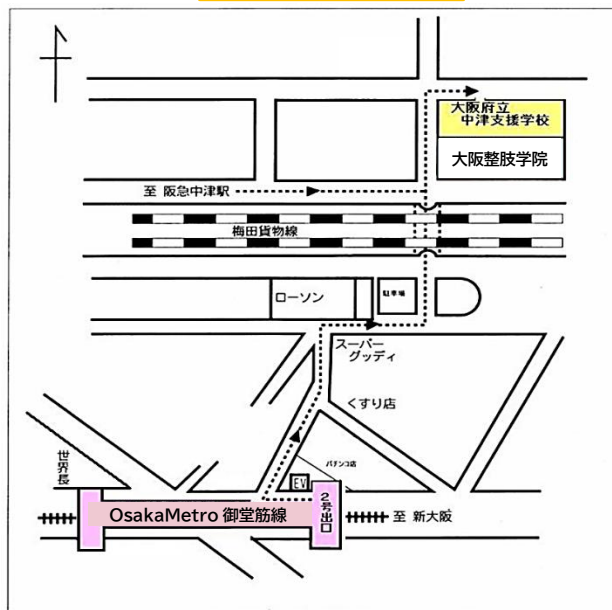 大阪府立
中津支援学校
大阪整肢学院
至 阪急中津駅
梅田貨物線
ローソン
駐車場
スーパー
グッディ
くすり店
パチンコ店
世界長
EV
2号出口
OsakaMetro 御堂筋線
至 新大阪